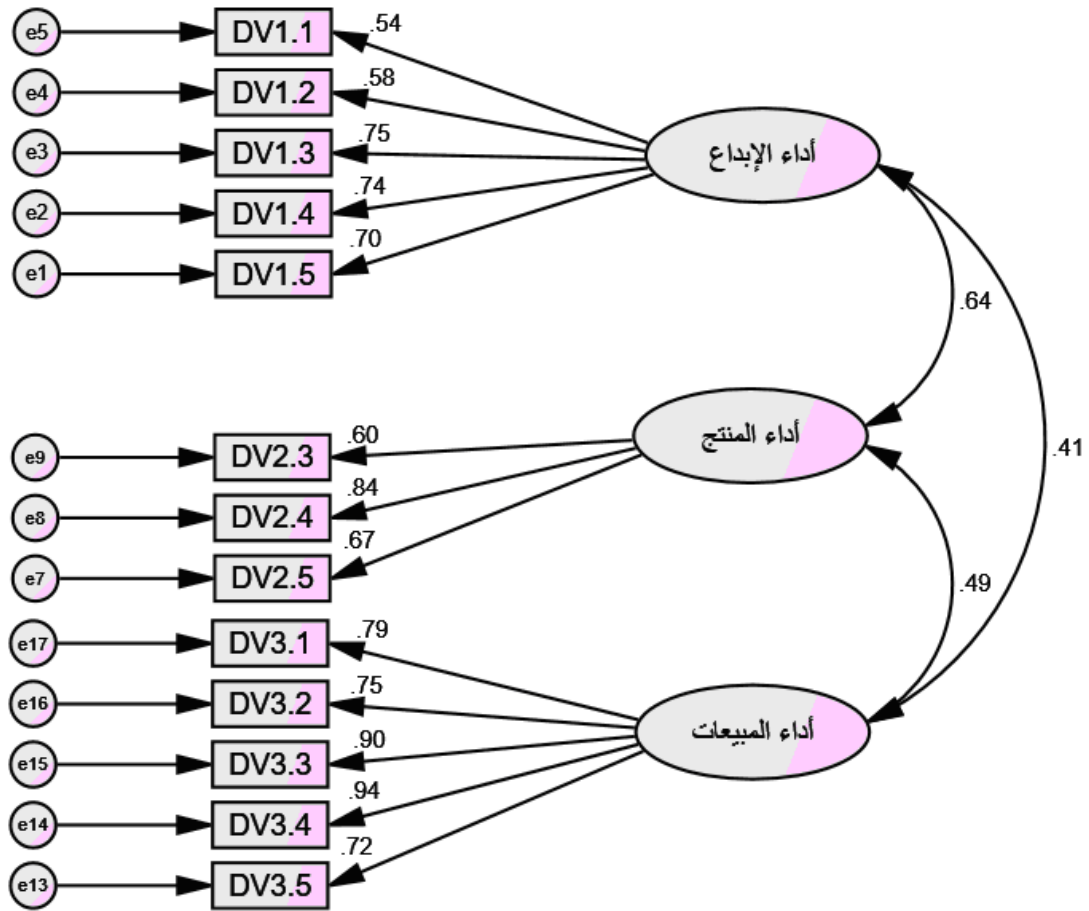 e5 DV1.1 .54
e4 DV1.2 .58
e3 DV1.3 .75
أداء الإبداع
e2 DV1.4 .74
e1 DV1.5 .70
.64
أداء المنتج
.41
e9 DV2.3 .60
e8 DV2.4 .84
e7 DV2.5 .67
.49
e17 DV3.1 .79
e16 DV3.2 .75
أداء المبيعات
e15 DV3.3 .90
e14 DV3.4 .94
e13 DV3.5 .72